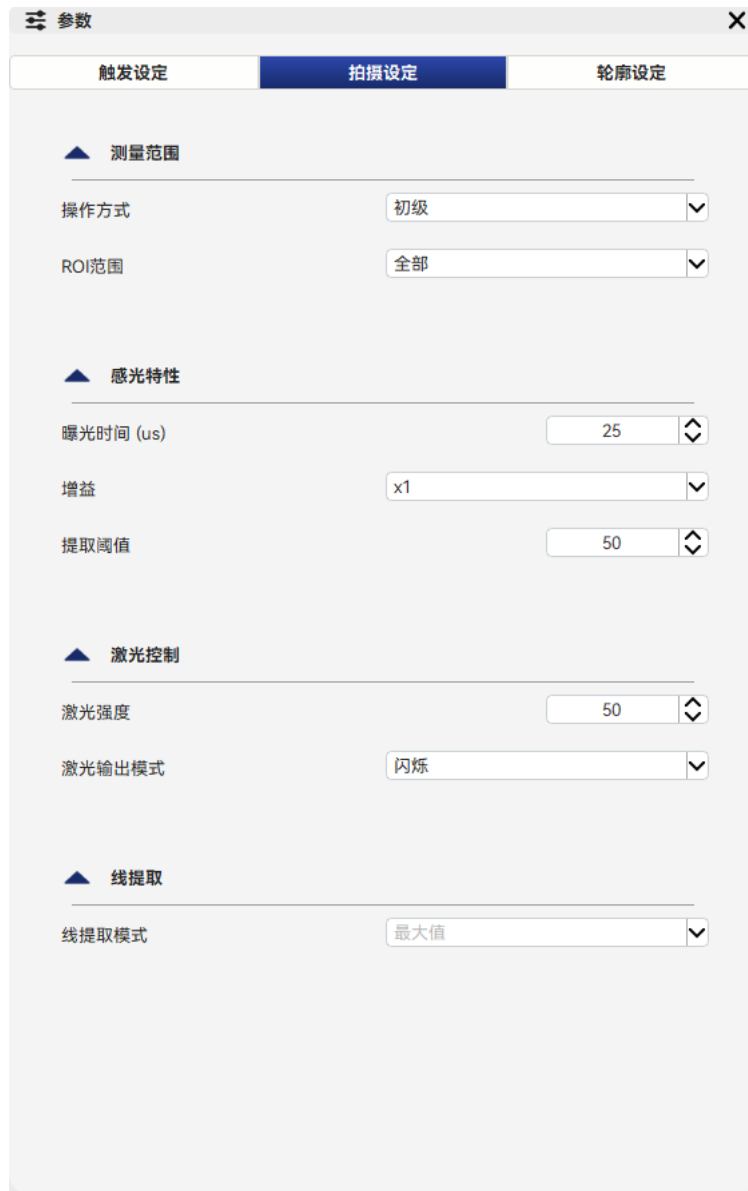 参数
触发设定 拍摄设定 轮廓设定
测量范围
操作方式 初级
ROI范围 全部
感光特性
曝光时间 (us) 25
增益 x1
提取阈值 50
激光控制
激光强度 50
激光输出模式 闪烁
线提取
线提取模式 最大值